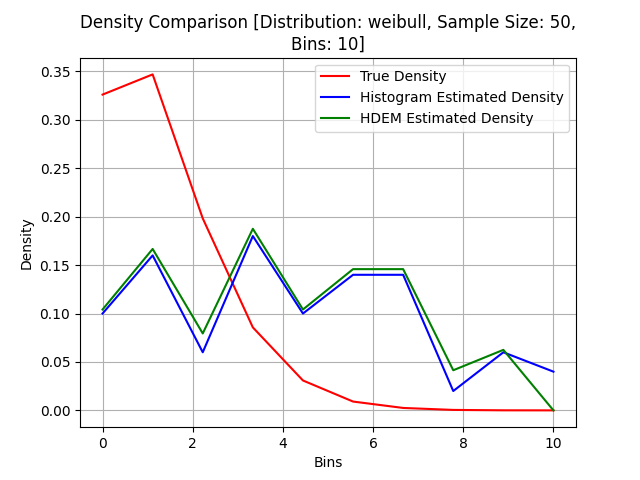 Density Comparison [Distribution: weibull, Sample Size: 50,
Bins: 10]
True Density
Histogram Estimated Density
HDEM Estimated Density
Density
0.35
0.30
0.25
0.20
0.15
0.10
0.05
0.00
0 2 4 6 8 10
Bins